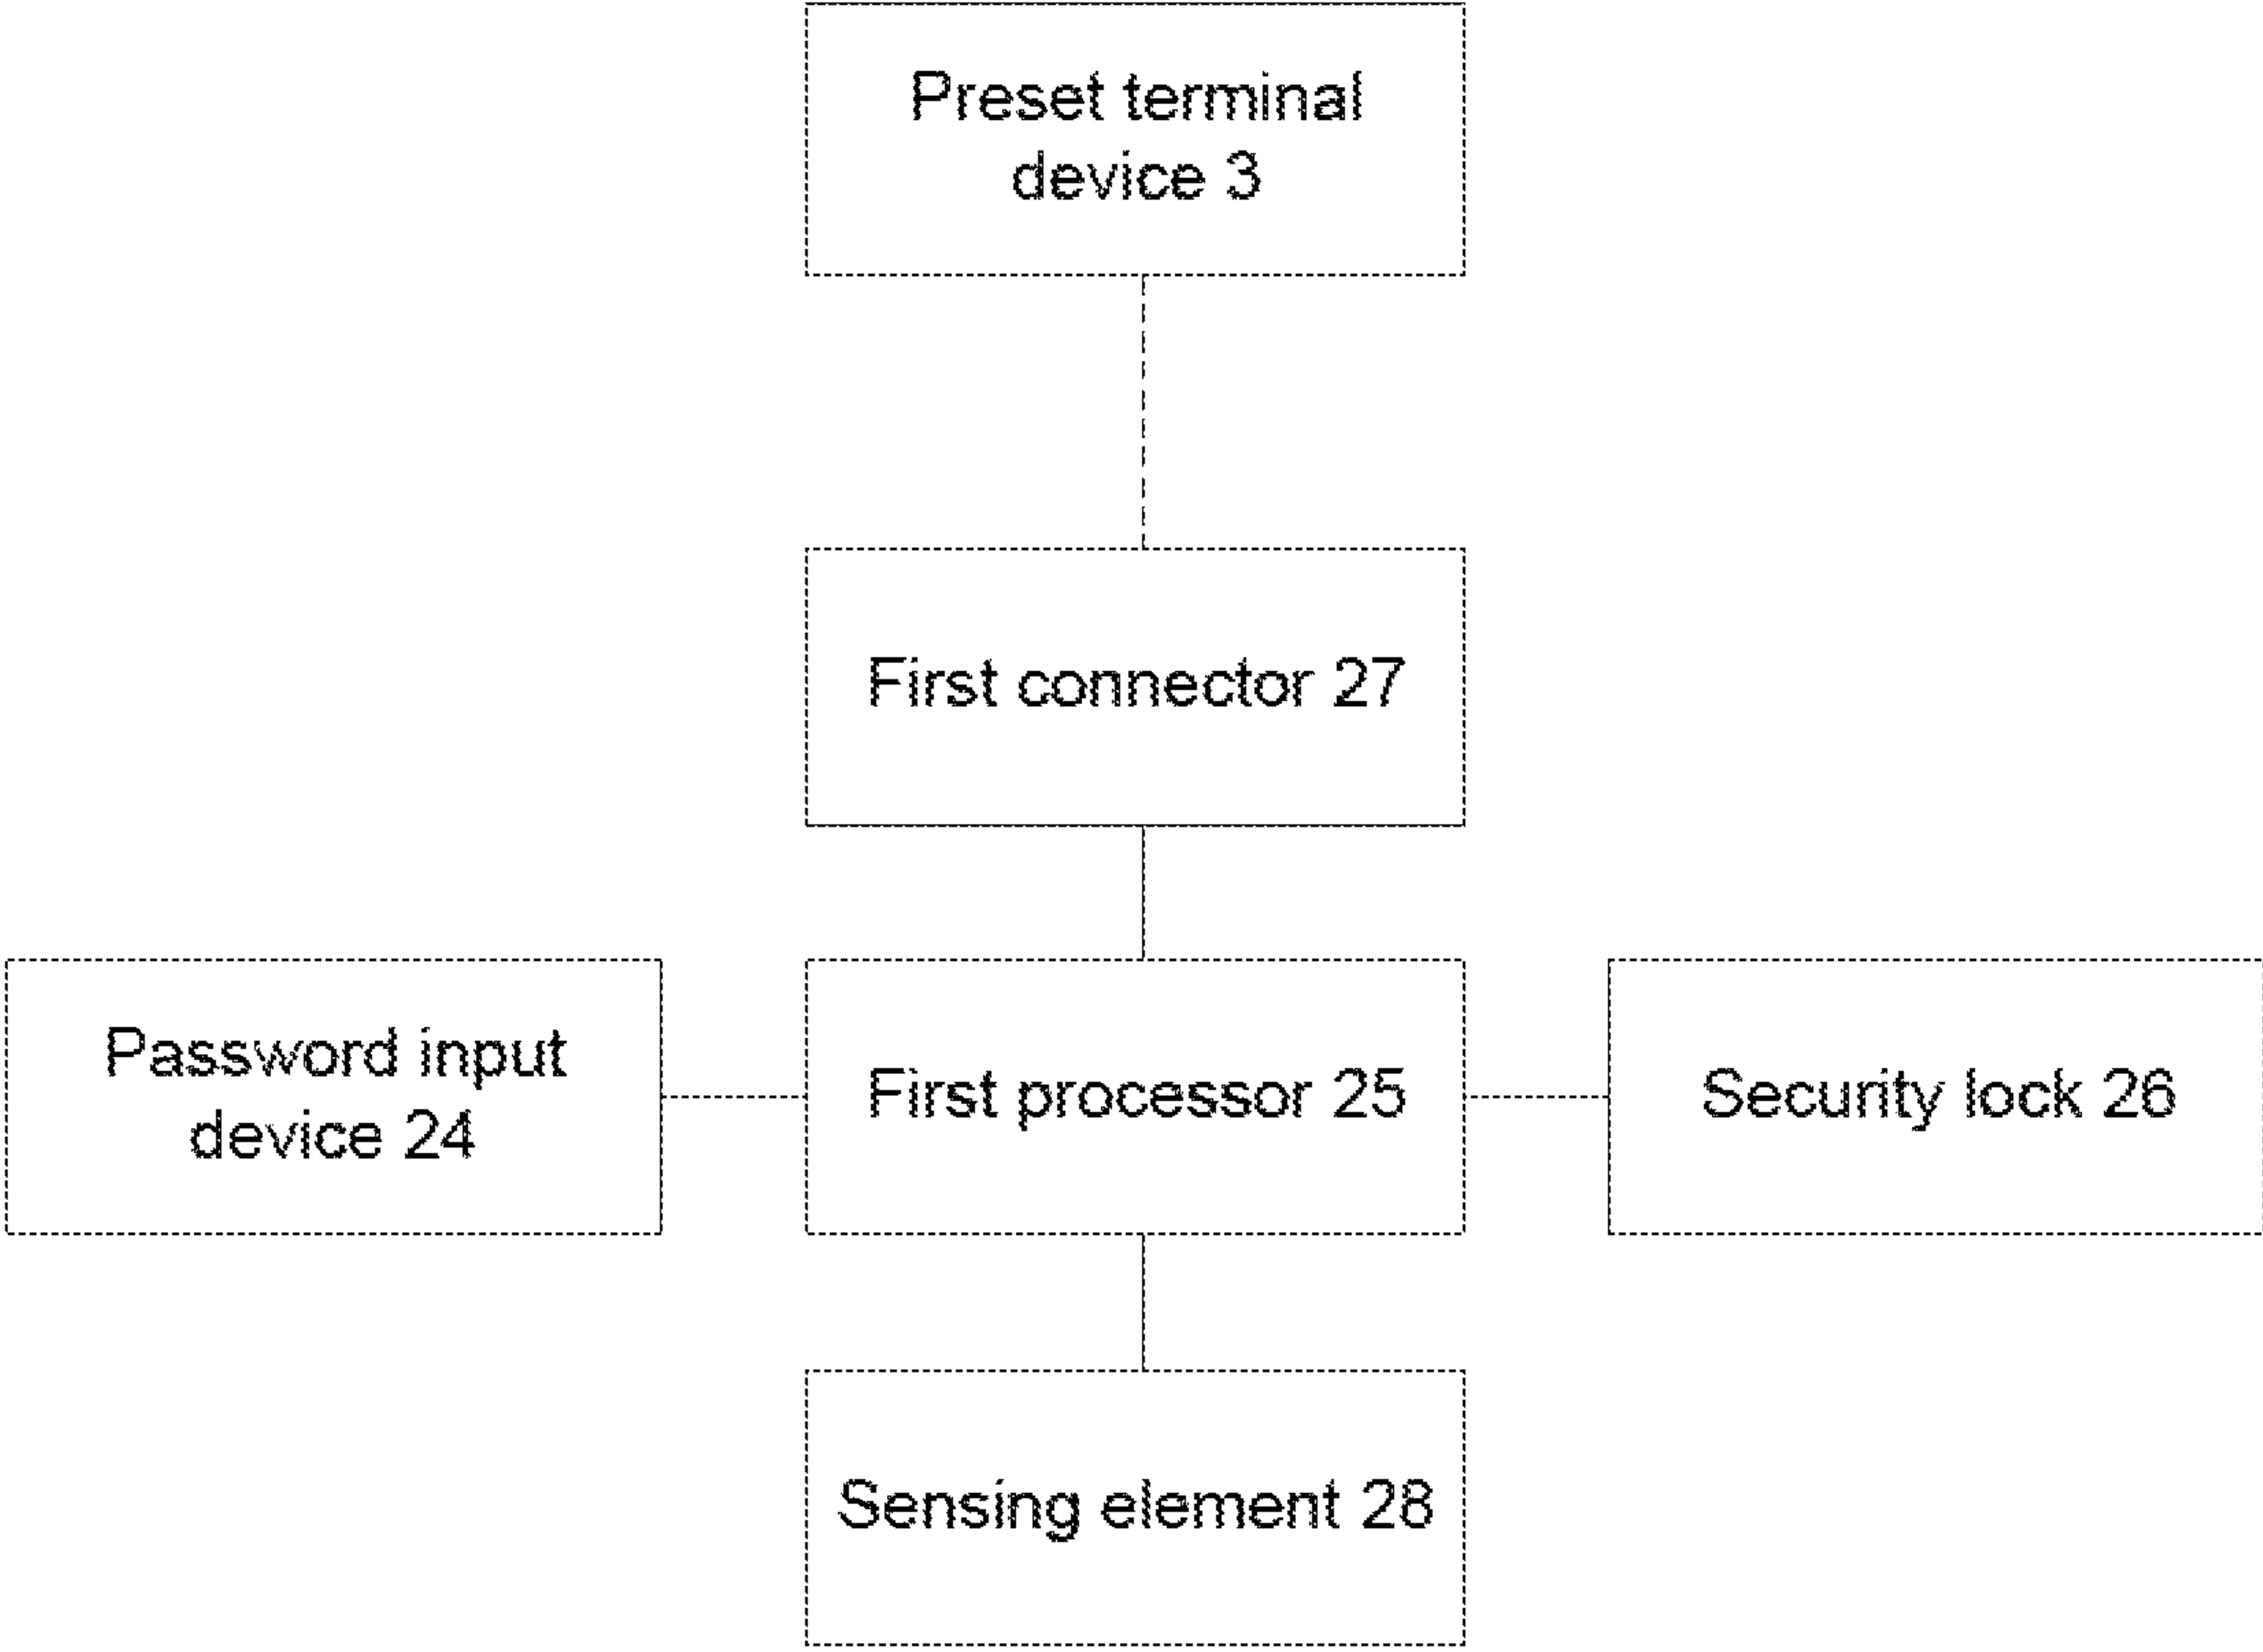 Preset terminal
device 3
First connector 27
Password input
device 24
First processor 25
Security lock 26
Sensing element 28